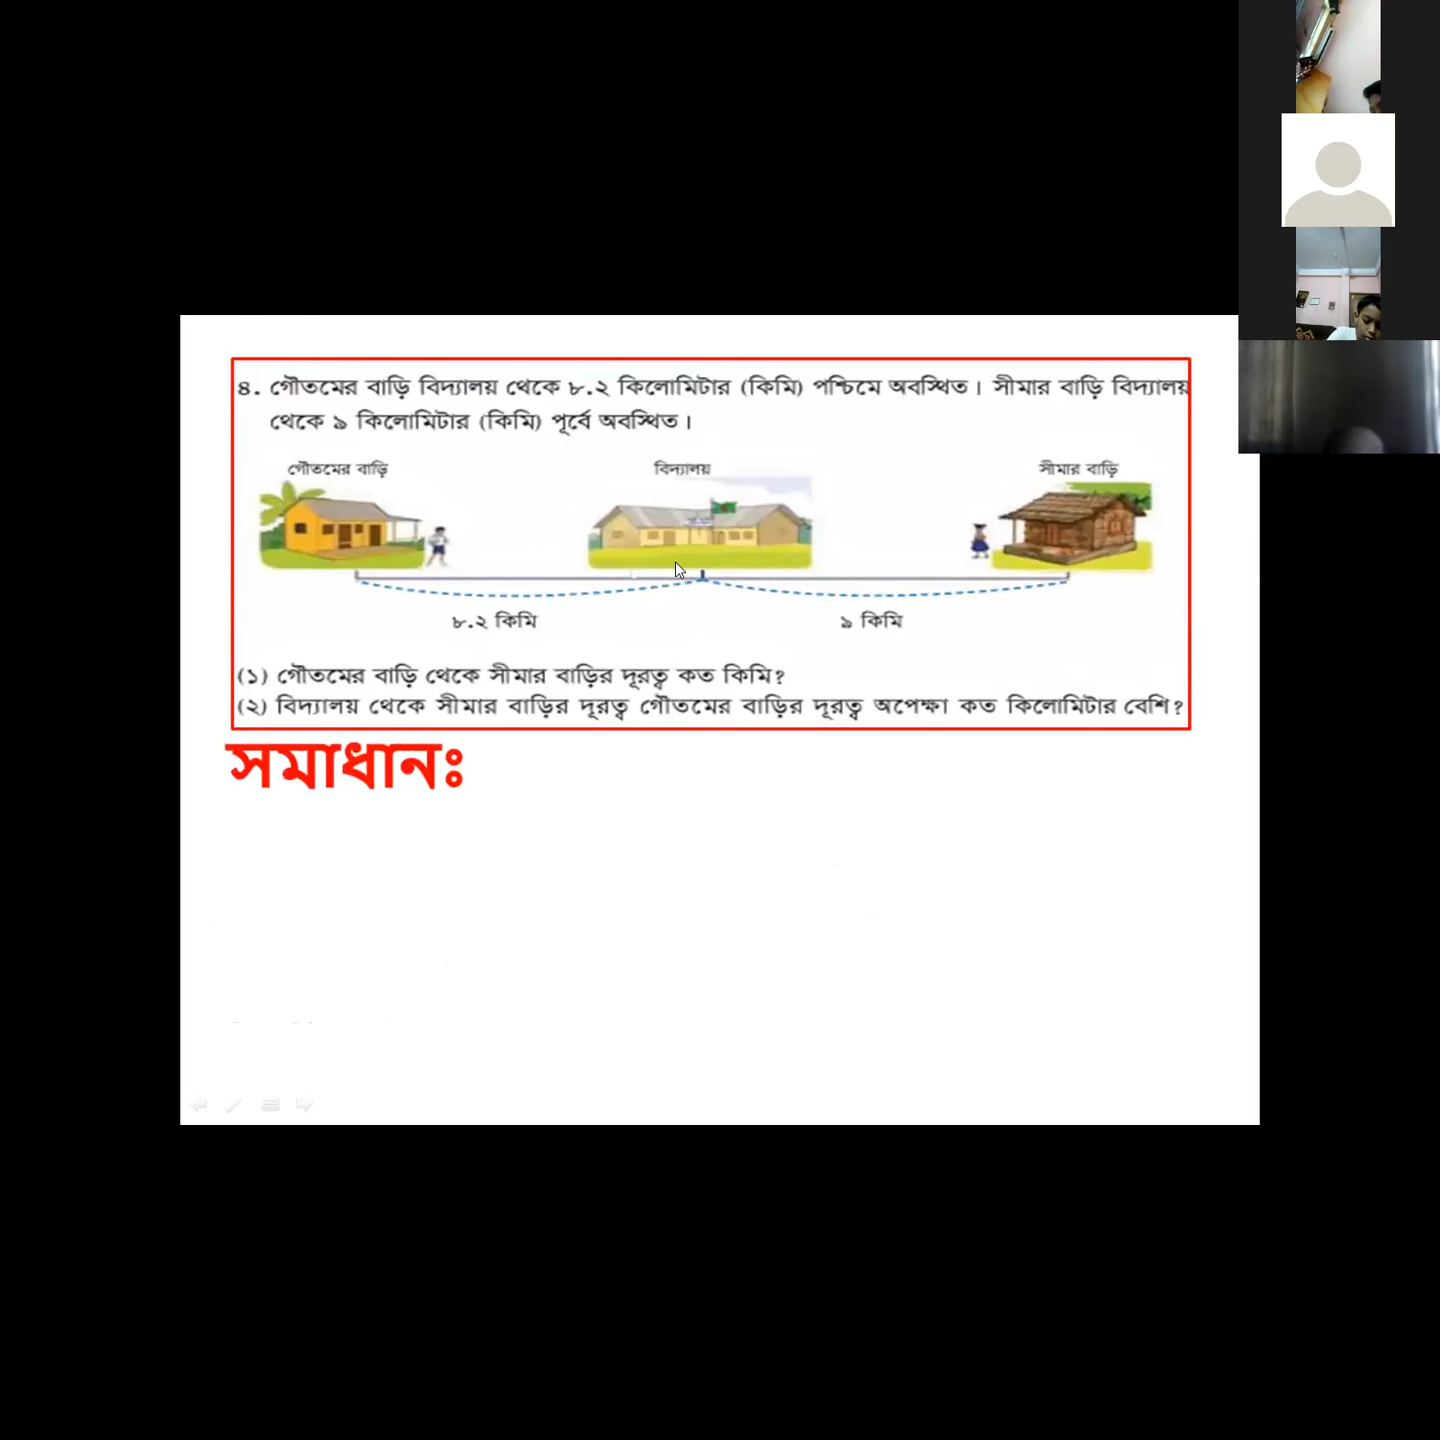 ৪. গৌতমের বাড়ি বিদ্যালয় থেকে ৮.২ কিলোমিটার (কিমি) পশ্চিমে অবস্থিত। সীমার বাড়ি বিদ্যালয়
থেকে ৯ কিলোমিটার (কিমি) পূর্বে অবস্থিত।
গৌতমের বাড়ি বিদ্যালয় সীমার বাড়ি
৮.২ কিমি ৯ কিমি
(১) গৌতমের বাড়ি থেকে সীমার বাড়ির দূরত্ব কত কিমি?
(২) বিদ্যালয় থেকে সীমার বাড়ির দূরত্ব গৌতমের বাড়ির দূরত্ব অপেক্ষা কত কিলোমিটার বেশি?
সমাধানঃ